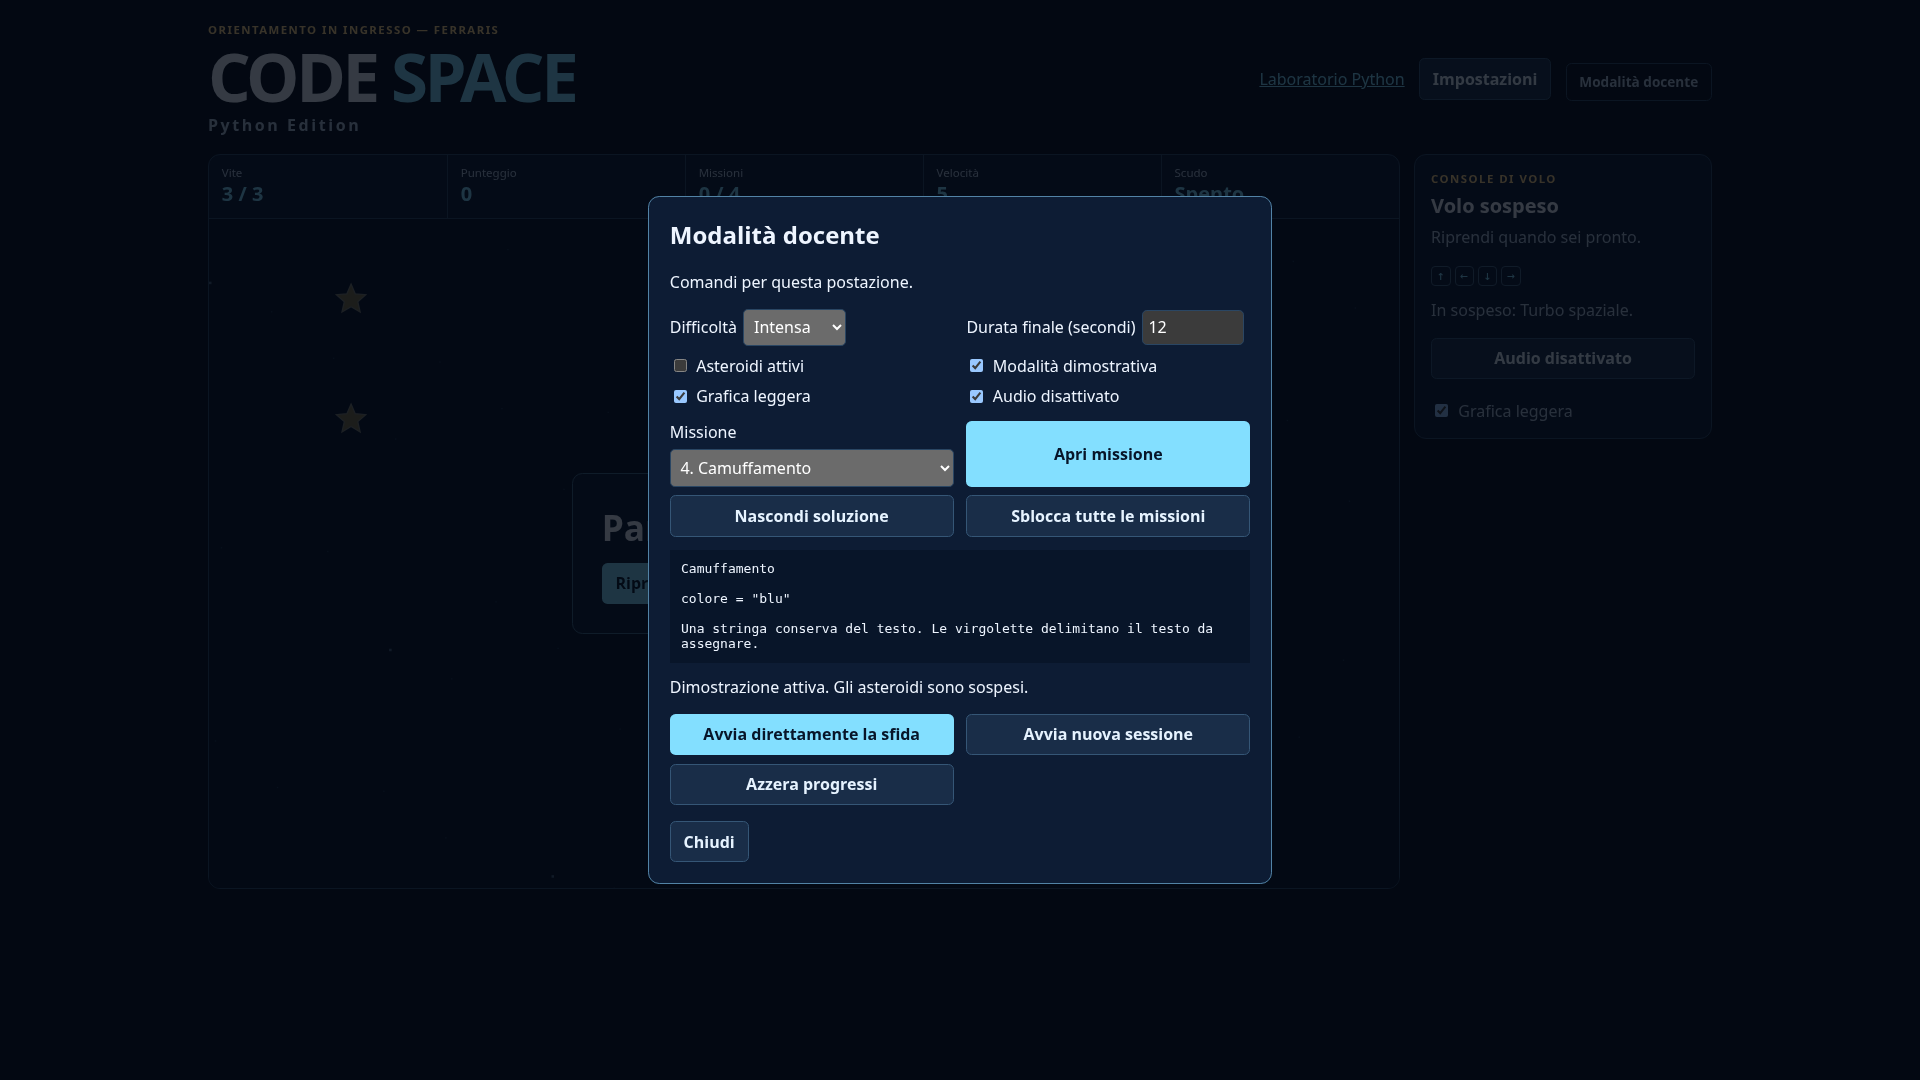 ORIENTAMENTO IN INGRESSO — FERRARIS
CODE SPACE
Python Edition
Laboratorio Python
Impostazioni
Modalità docente
Vite
3 / 3
Punteggio
0
Missioni
0 / 4
Velocità
5
Scudo
Spento
CONSOLE DI VOLO
Volo sospeso
Riprendi quando sei pronto.
↑ ← ↓ →
In sospeso: Turbo spaziale.
Audio disattivato
Grafica leggera
Modalità docente
Comandi per questa postazione.
Difficoltà Intensa
Durata finale (secondi) 12
Asteroidi attivi
Modalità dimostrativa
Grafica leggera
Audio disattivato
Missione
4. Camuffamento
Apri missione
Nascondi soluzione
Sblocca tutte le missioni
Camuffamento
colore = "blu"
Una stringa conserva del testo. Le virgolette delimitano il testo da
assegnare.
Dimostrazione attiva. Gli asteroidi sono sospesi.
Avvia direttamente la sfida
Avvia nuova sessione
Azzera progressi
Chiudi